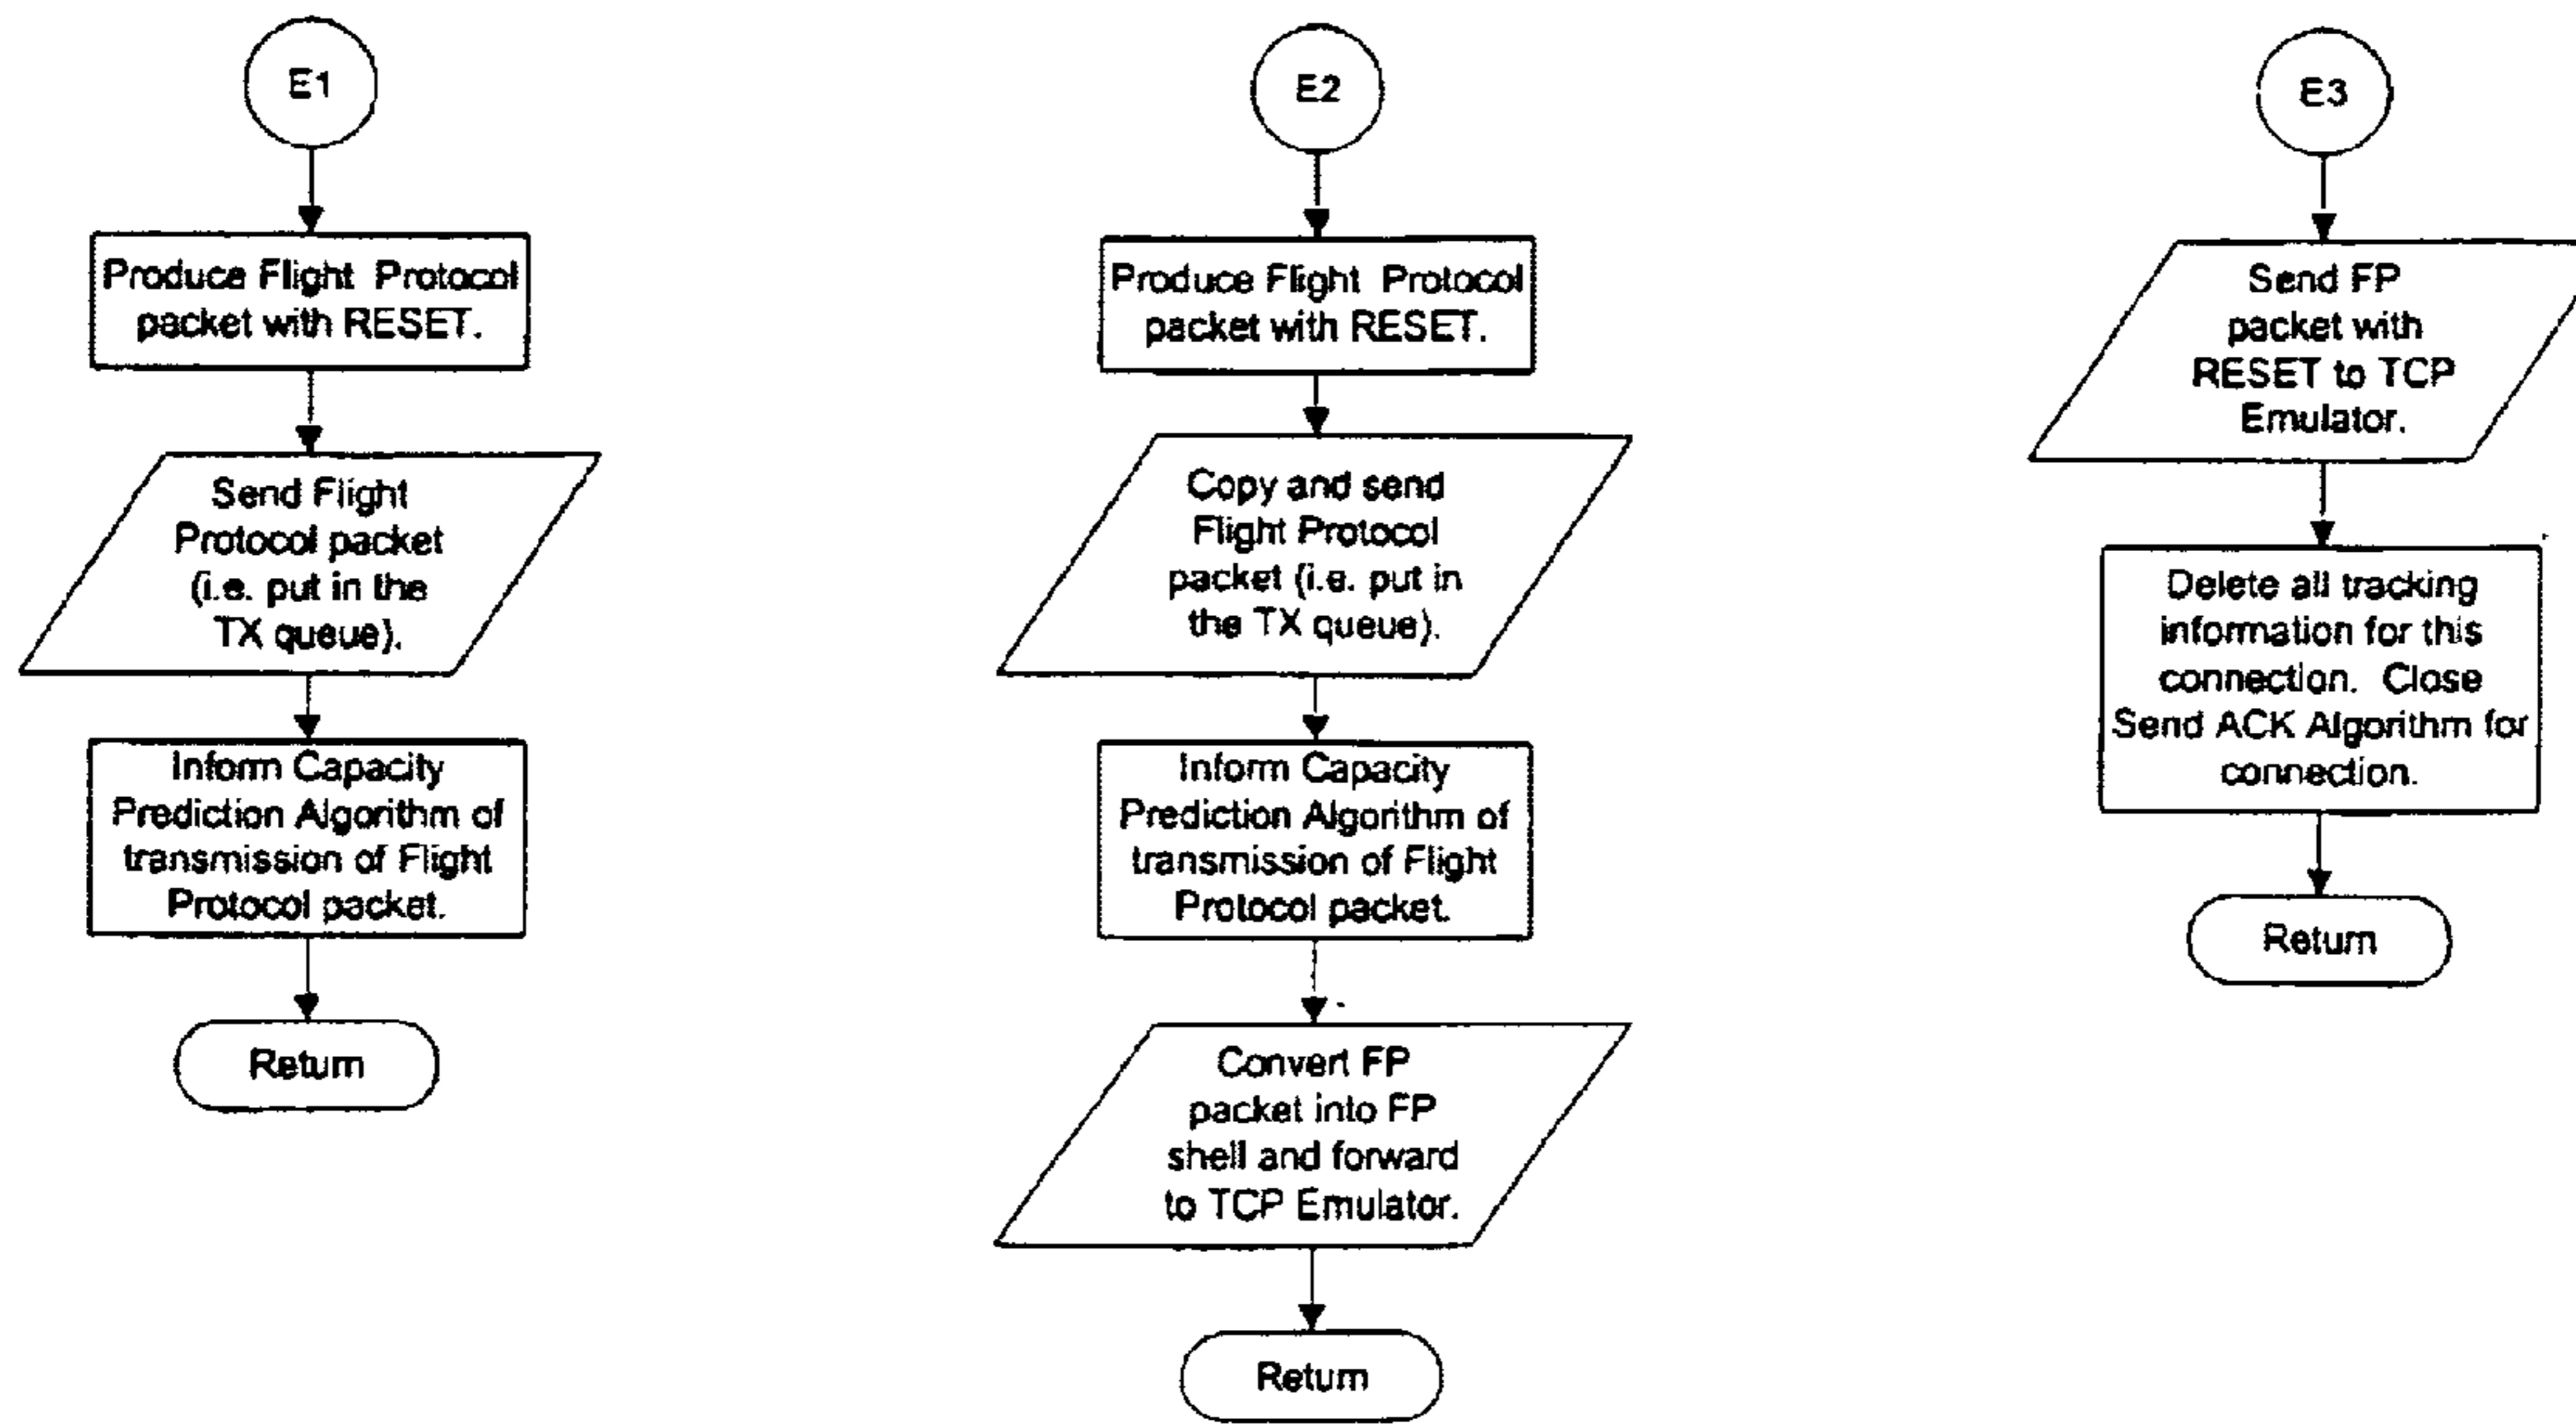 E1
Produce Flight Protocol
packet with RESET.
Send Flight
Protocol packet
(i.e. put in the
TX queue).
Inform Capacity
Prediction Algorithm of
transmission of Flight
Protocol packet.
Return
E2
Produce Flight Protocol
packet with RESET.
Copy and send
Flight Protocol
packet (i.e. put in
the TX queue).
Inform Capacity
Prediction Algorithm of
transmission of Flight
Protocol packet.
Convert FP
packet into FP
shell and forward
to TCP Emulator.
Return
E3
Send FP
packet with
RESET to TCP
Emulator.
Delete all tracking
information for this
connection. Close
Send ACK Algorithm for
connection.
Return